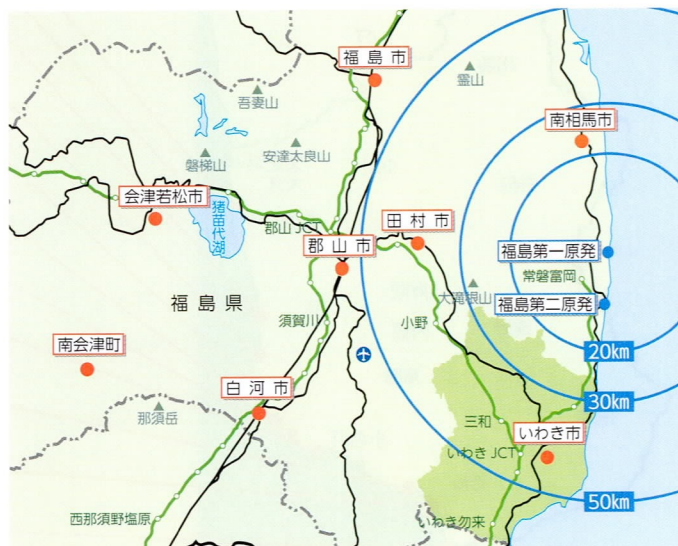 福島市
霊山
吾妻山
南相馬市
安達太良山
磐梯山
会津若松市
猪苗代湖
田村市
郡山JCT
郡山市
福島第一原発
常磐富岡
大滝根山
福島県
福島第二原発
須賀川
小野
南会津町
20km
白河市
30km
那須岳
三和
いわき市
いわきJCT
50km
西那須野塩原
いわき勿来